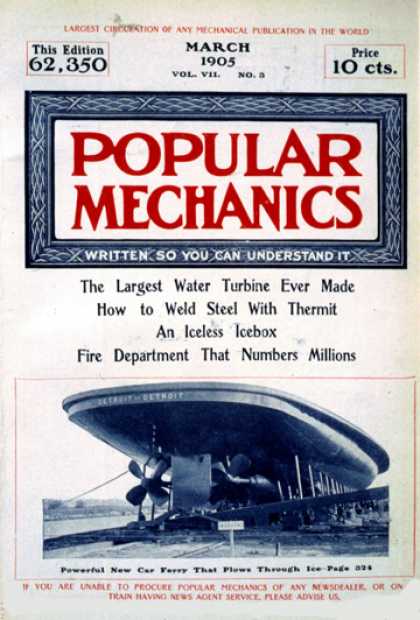 LARGEST CIRCULATION OF ANY MECHANICAL PUBLICATION IN THE WORLD
This Edition
62,350
MARCH
1905
VOL. VII. NO. 3
Price
10 cts.
POPULAR
MECHANICS
WRITTEN SO YOU CAN UNDERSTAND IT
The Largest Water Turbine Ever Made
How to Weld Steel With Thermit
An Iceless Icebox
Fire Department That Numbers Millions
DETROIT OF DETROIT
Powerful New Car Ferry That Plows Through Ice-Page 324
IF YOU ARE UNABLE TO PROCURE POPULAR MECHANICS OF ANY NEWSDEALER, OR ON
TRAIN HAVING NEWS AGENT SERVICE, PLEASE ADVISE US.